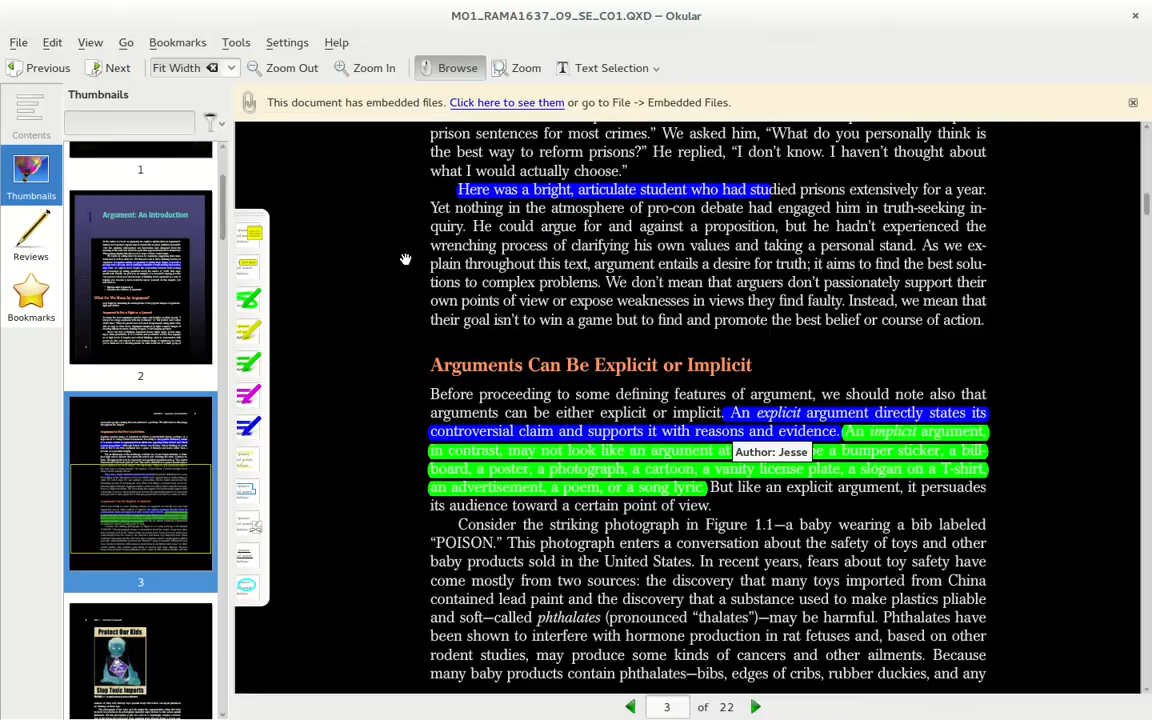 M01_RAMA1637_09_SE_C01.QXD — Okular
File Edit View Go Bookmarks Tools Settings Help
Previous Next Fit Width Zoom Out Zoom In Browse Zoom Text Selection
Contents
Thumbnails
Reviews
Bookmarks
Thumbnails
1
Argument: An Introduction
2
3
Protect Our Kids
Stop Toxic Imports
This document has embedded files. Click here to see them or go to File -> Embedded Files.
prison sentences for most crimes.” We asked him, “What do you personally think is
the best way to reform prisons?” He replied, “I don’t know. I haven’t thought about
what I would actually choose.”
Here was a bright, articulate student who had studied prisons extensively for a year.
Yet nothing in the atmosphere of pro-con debate had engaged him in truth-seeking in-
quiry. He could argue for and against a proposition, but he hadn’t experienced the
wrenching process of clarifying his own values and taking a personal stand. As we ex-
plain throughout this text, argument entails a desire for truth; it aims to find the best solu-
tions to complex problems. We don’t mean that arguers don’t passionately support their
own points of view or expose weaknesses in views they find faulty. Instead, we mean that
their goal isn’t to win a game but to find and promote the best belief or course of action.
Arguments Can Be Explicit or Implicit
Before proceeding to some defining features of argument, we should note also that
arguments can be either explicit or implicit. An explicit argument directly states its
controversial claim and supports it with reasons and evidence. An implicit argument,
in contrast, may not look like an argument at be a bumper sticker, a bill-
Author: Jesse
board, a poster, a photograph, a cartoon, a vanity license plate, a slogan on a T-shirt,
an advertisement, a poem, or a song lyric. But like an explicit argument, it persuades
its audience toward a certain point of view.
Consider the striking photograph in Figure 1.1—a baby wearing a bib labeled
“POISON.” This photograph enters a conversation about the safety of toys and other
baby products sold in the United States. In recent years, fears about toy safety have
come mostly from two sources: the discovery that many toys imported from China
contained lead paint and the discovery that a substance used to make plastics pliable
and soft—called phthalates (pronounced “thalates”)—may be harmful. Phthalates have
been shown to interfere with hormone production in rat fetuses and, based on other
rodent studies, may produce some kinds of cancers and other ailments. Because
many baby products contain phthalates—bibs, edges of cribs, rubber duckies, and any
3 of 22